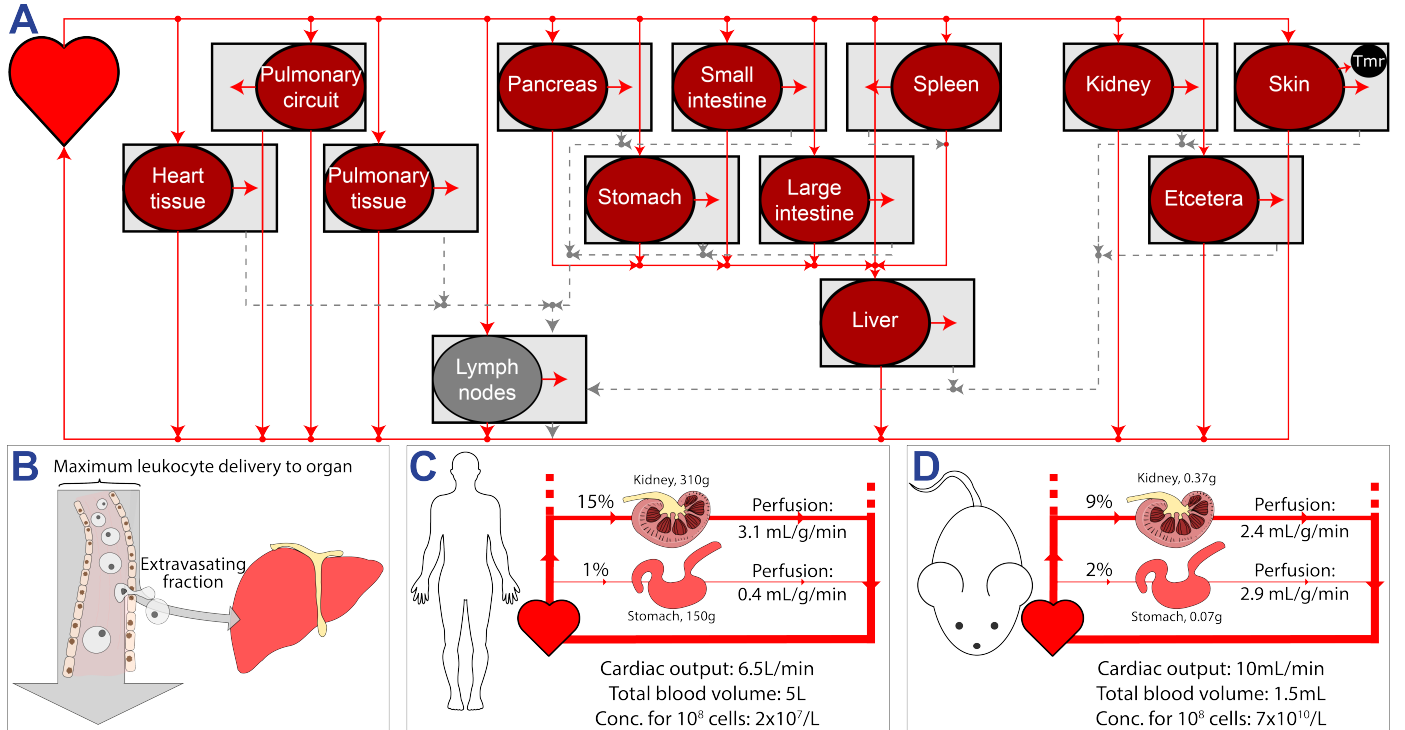 A
Pulmonary
circuit
Pancreas
Small
intestine
Spleen
Kidney
Skin
Tmr
Heart
tissue
Pulmonary
tissue
Stomach
Large
intestine
Etcetera
Liver
Lymph
nodes
B
Maximum leukocyte delivery to organ
Extravasating
fraction
C
Kidney, 310g
15%
Perfusion:
3.1 mL/g/min
1%
Perfusion:
0.4 mL/g/min
Stomach, 150g
Cardiac output: 6.5L/min
Total blood volume: 5L
Conc. for 10⁸ cells: 2x10⁷/L
D
Kidney, 0.37g
9%
Perfusion:
2.4 mL/g/min
2%
Perfusion:
2.9 mL/g/min
Stomach, 0.07g
Cardiac output: 10mL/min
Total blood volume: 1.5mL
Conc. for 10⁸ cells: 7x10¹⁰/L